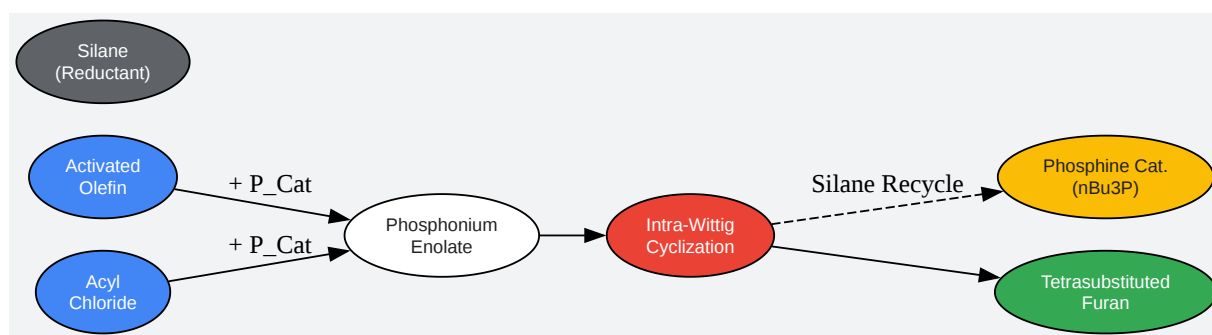 Silane
(Reductant)
Activated
Olefin
+ P_Cat
Acyl
Chloride
+ P_Cat
Phosphonium
Enolate
Intra-Wittig
Cyclization
Silane Recycle
Phosphine Cat.
(nBu3P)
Tetrasubstituted
Furan